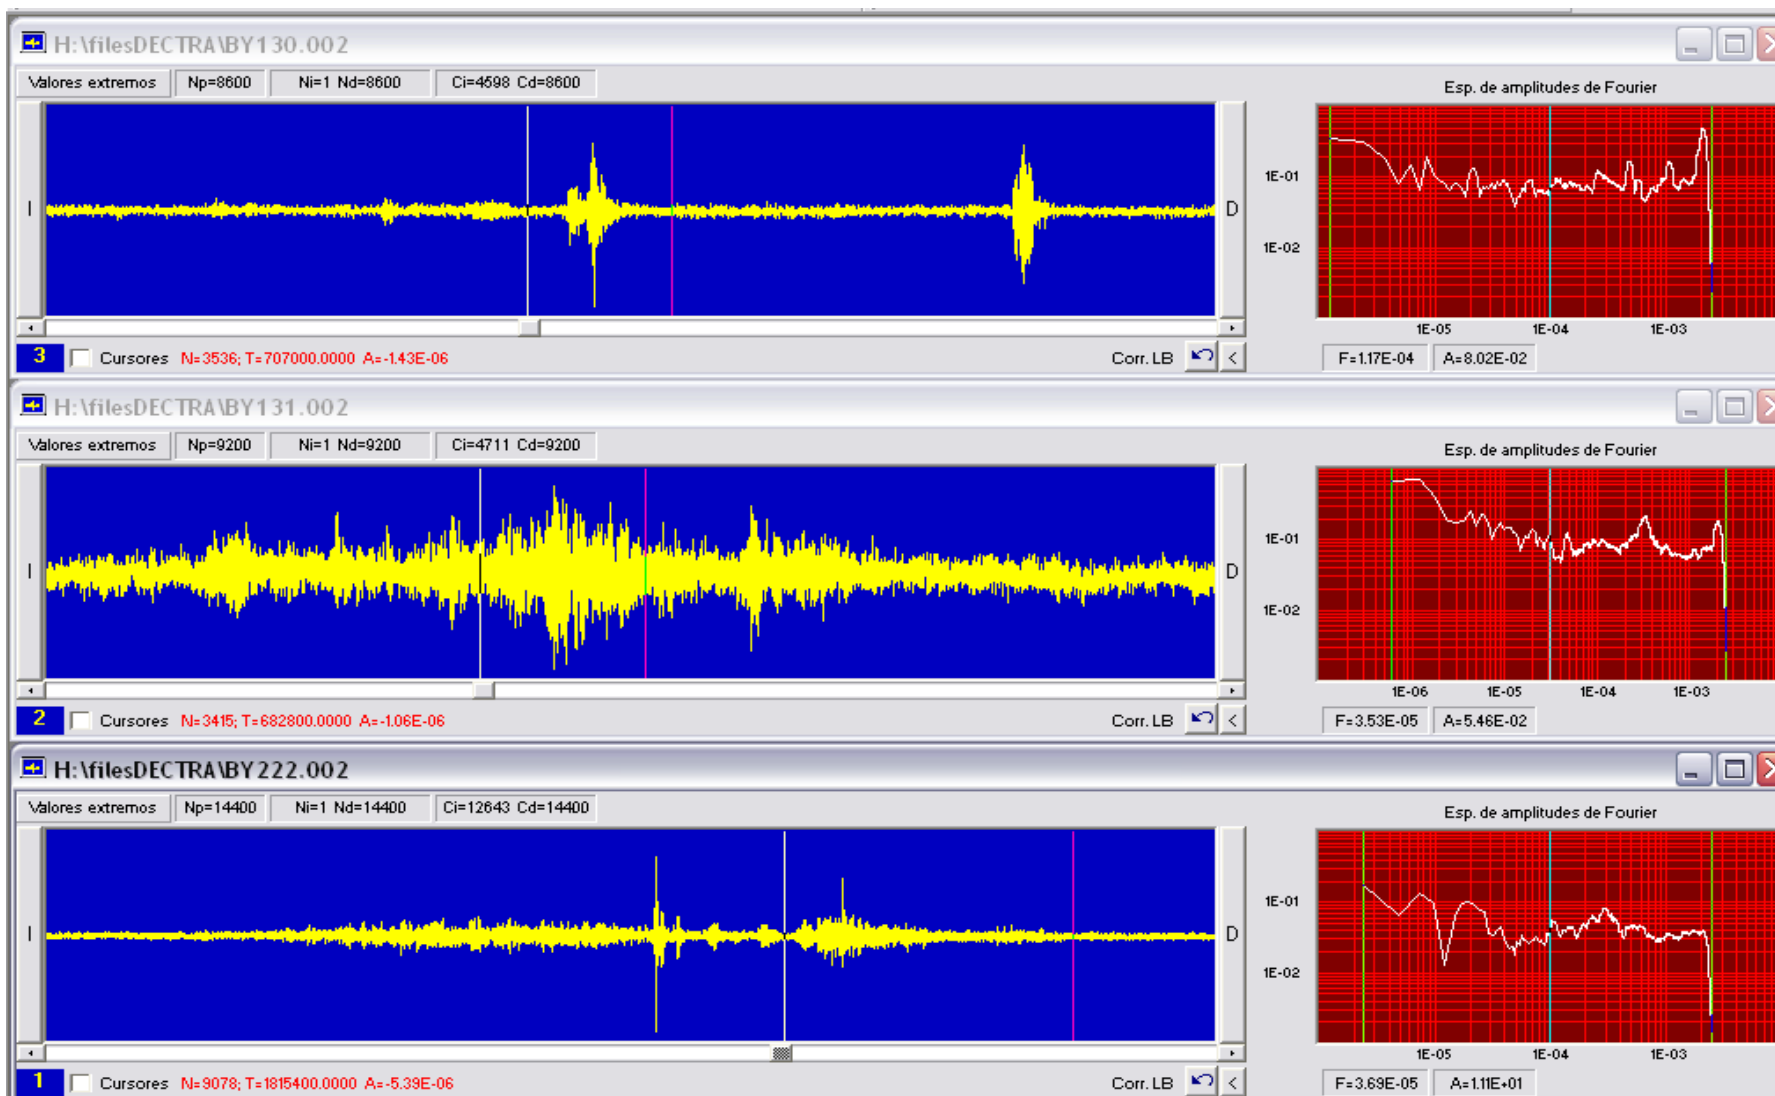 H:\filesDECTRA\BY130.002
Valores extremos Np=8600 Ni=1 Nd=8600 Ci=4598 Cd=8600
Esp. de amplitudes de Fourier
I
D
1E-01
1E-02
1E-05 1E-04 1E-03
3 Cursores N=3536; T=707000.0000 A=-1.43E-06 Corr. LB < F=1.17E-04 A=8.02E-02
H:\filesDECTRA\BY131.002
Valores extremos Np=9200 Ni=1 Nd=9200 Ci=4711 Cd=9200
Esp. de amplitudes de Fourier
I
D
1E-01
1E-02
1E-06 1E-05 1E-04 1E-03
2 Cursores N=3415; T=682800.0000 A=-1.06E-06 Corr. LB < F=3.53E-05 A=5.46E-02
H:\filesDECTRA\BY222.002
Valores extremos Np=14400 Ni=1 Nd=14400 Ci=12643 Cd=14400
Esp. de amplitudes de Fourier
I
D
1E-01
1E-02
1E-05 1E-04 1E-03
1 Cursores N=9078; T=1815400.0000 A=-5.39E-06 Corr. LB < F=3.69E-05 A=1.11E+01